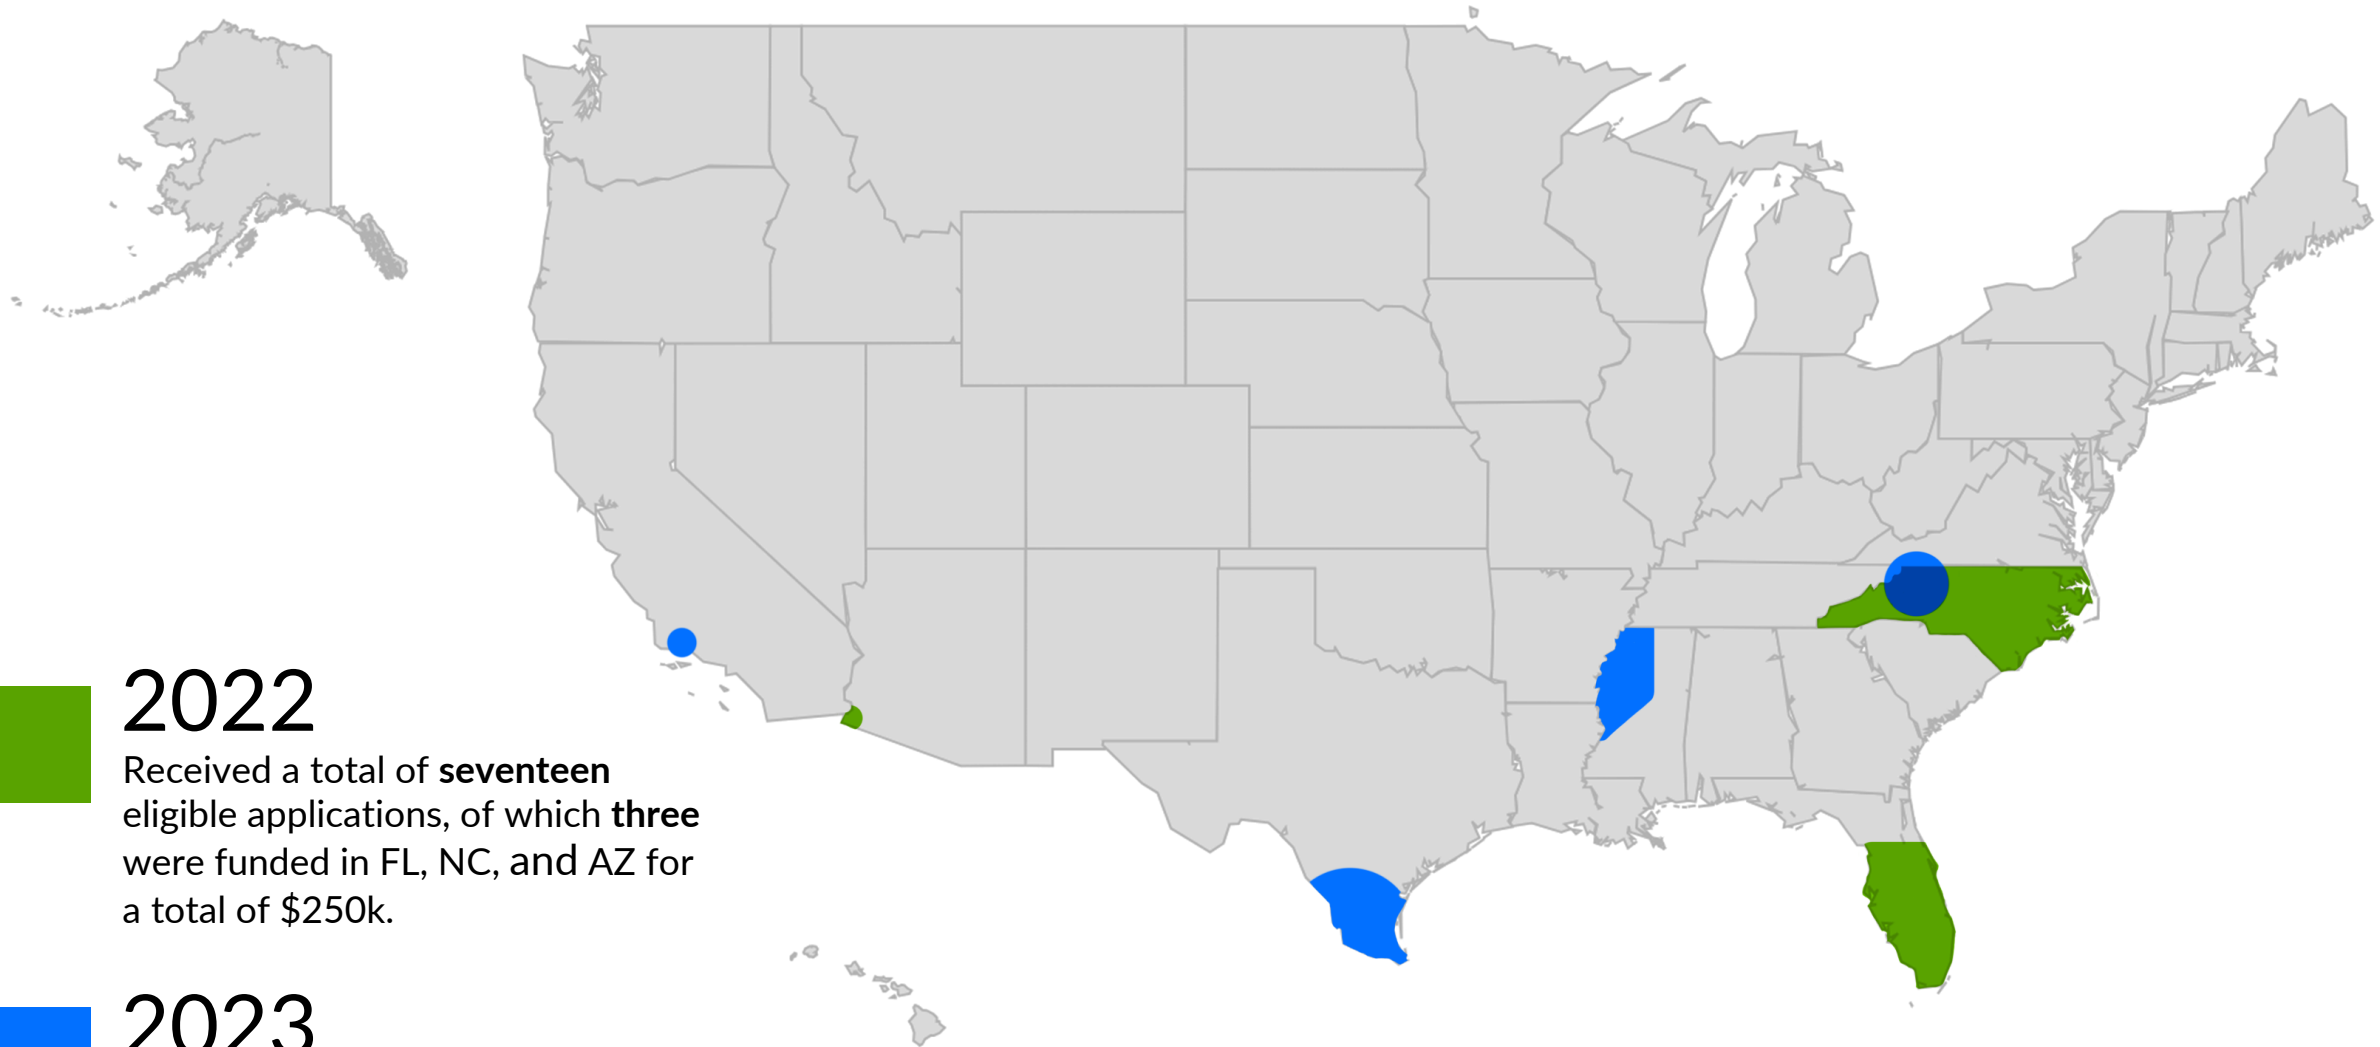 2022
Received a total of seventeen
eligible applications, of which three
were funded in FL, NC, and AZ for
a total of $250k.
2023